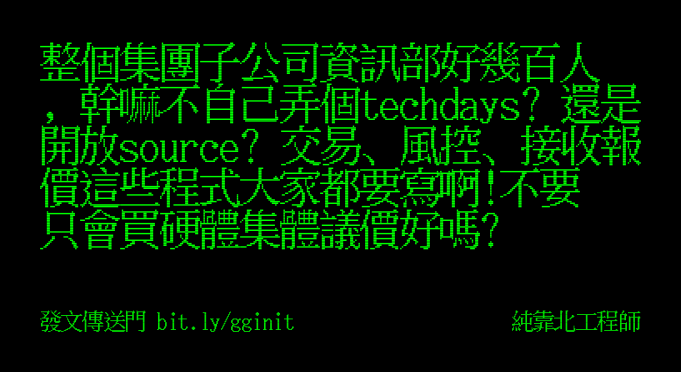 整個集團子公司資訊部好幾百人
，幹嘛不自己弄個techdays? 還是
開放source? 交易、風控、接收報
價這些程式大家都要寫啊!不要
只會買硬體集體議價好嗎?
發文傳送門 bit.ly/gginit
純靠北工程師